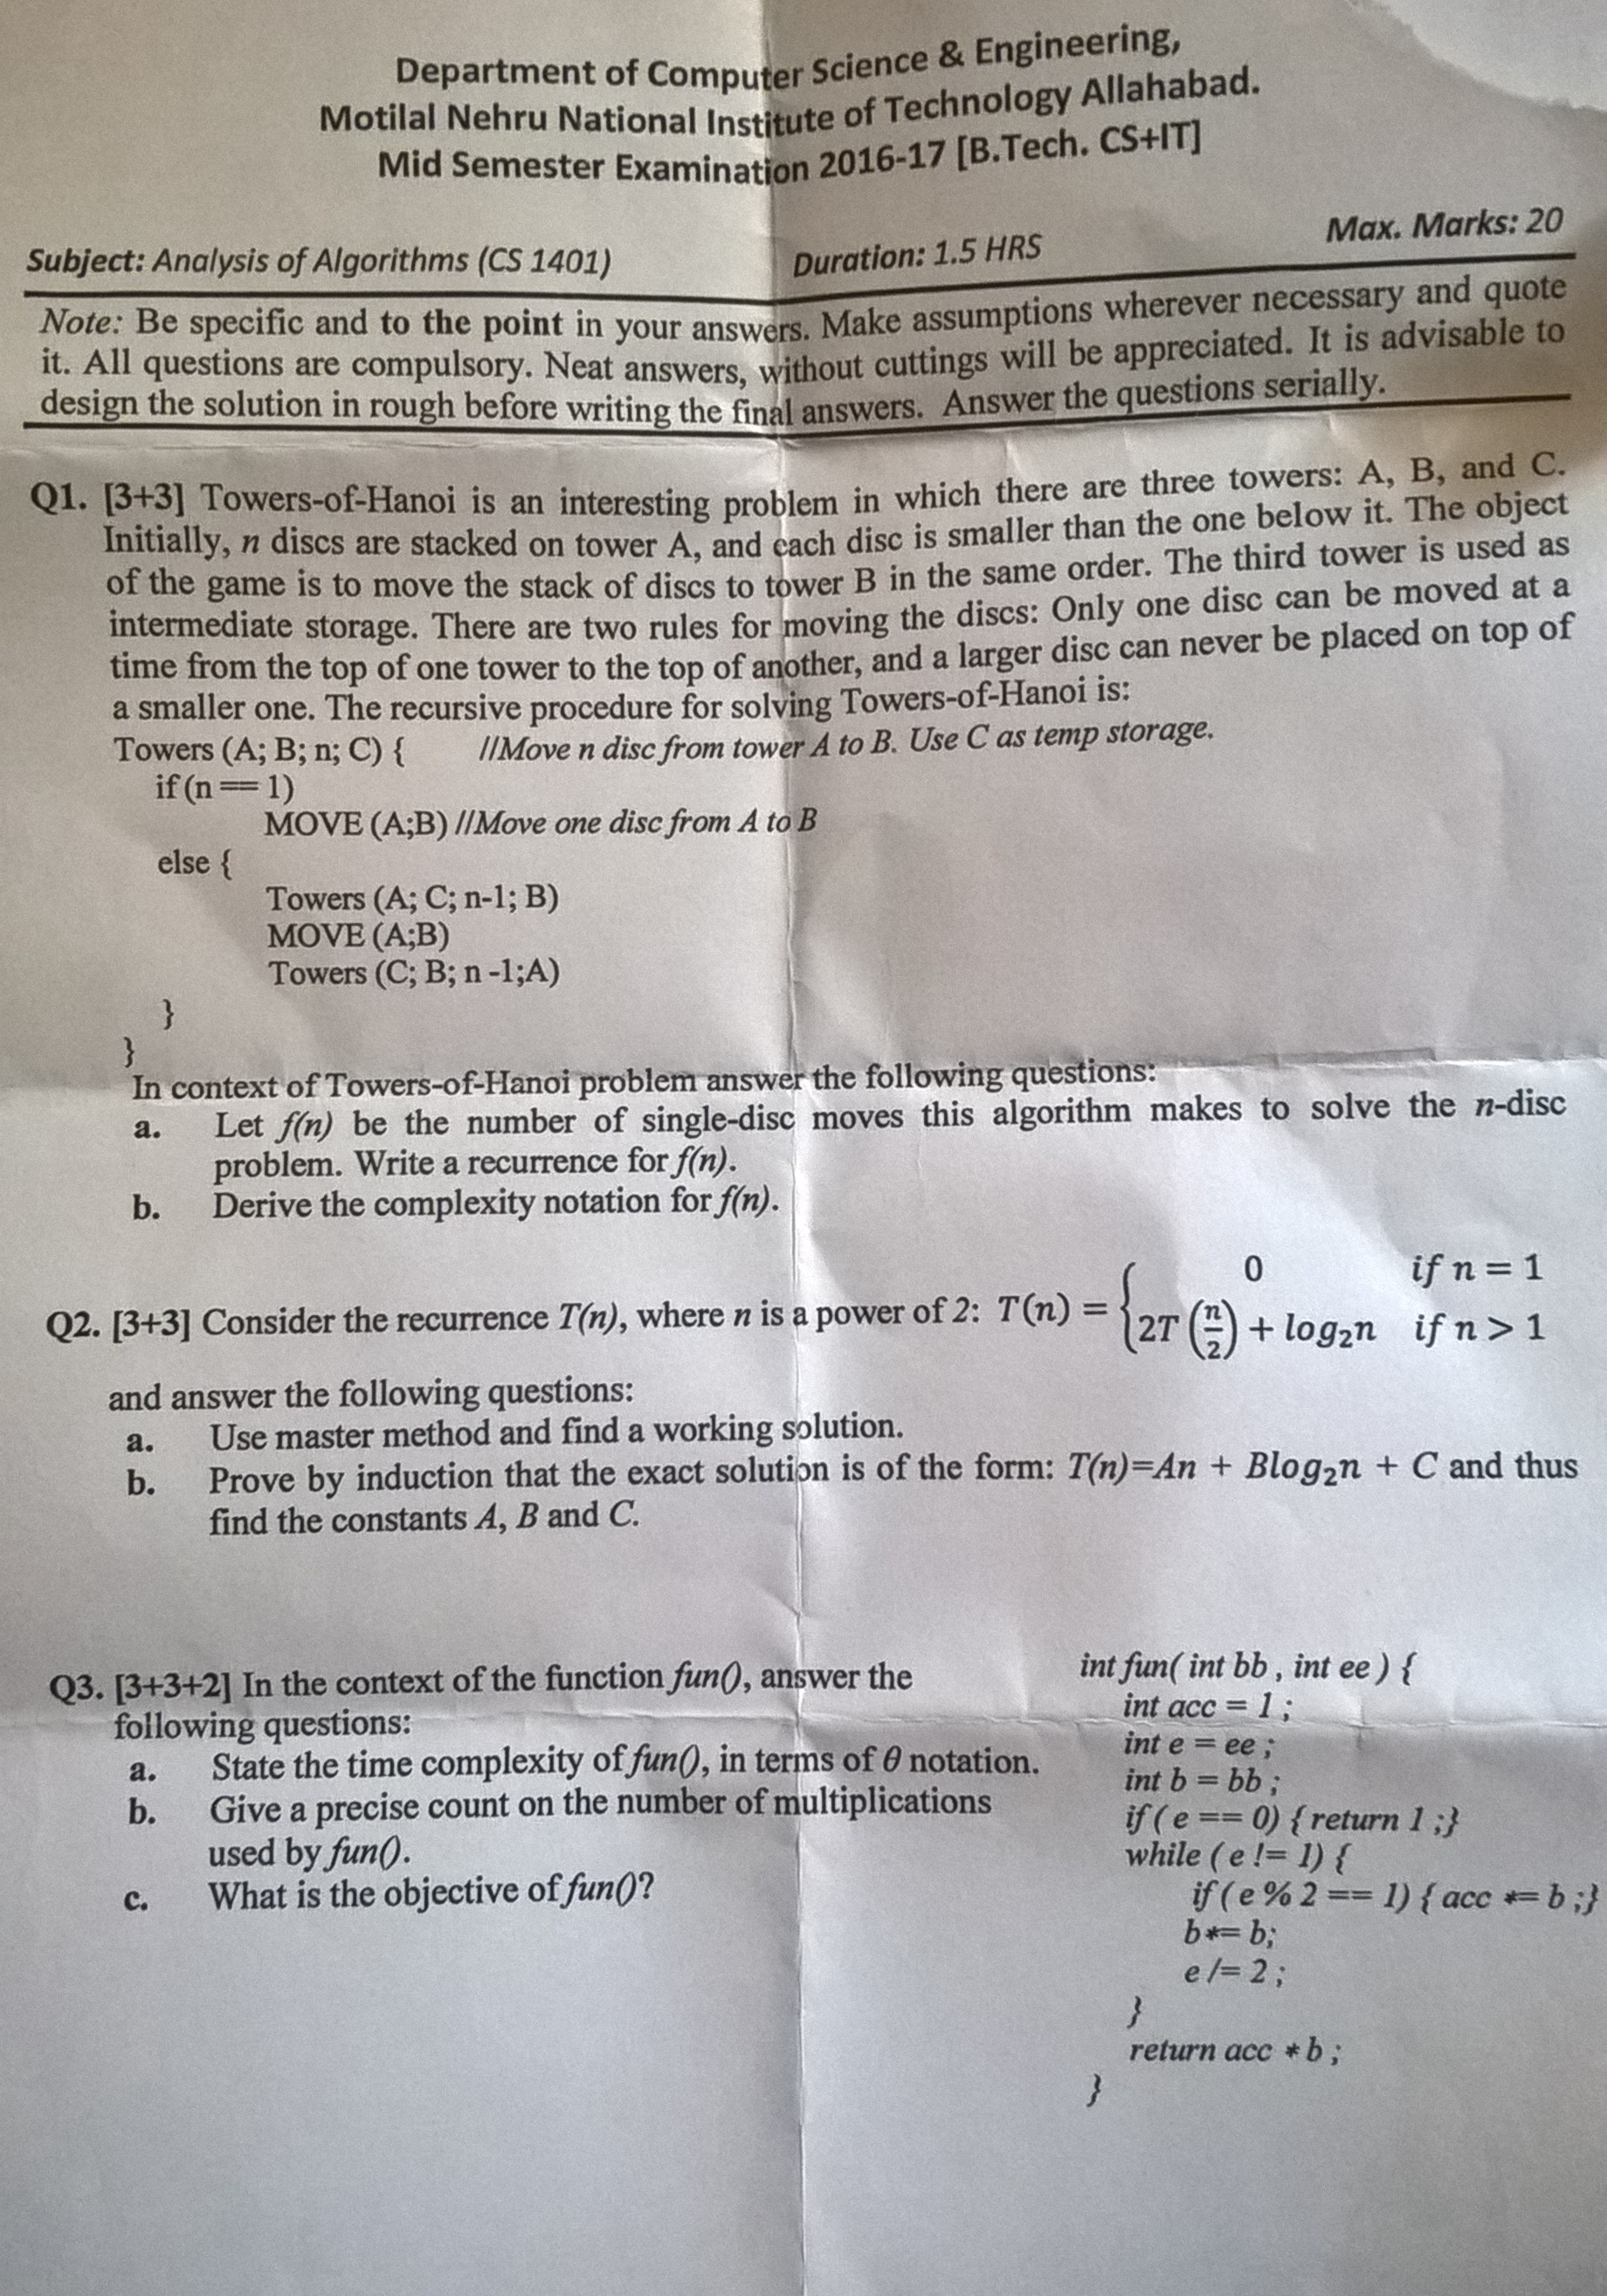 Department of Computer Science & Engineering,
Motilal Nehru National Institute of Technology Allahabad.
Mid Semester Examination 2016-17 [B.Tech. CS+IT]
Max. Marks: 20
Subject: Analysis of Algorithms (CS 1401) Duration: 1.5 HRS
Note: Be specific and to the point in your answers. Make assumptions wherever necessary and quote
it. All questions are compulsory. Neat answers, without cuttings will be appreciated. It is advisable to
design the solution in rough before writing the final answers. Answer the questions serially.
Q1. [3+3] Towers-of-Hanoi is an interesting problem in which there are three towers: A, B, and C.
Initially, n discs are stacked on tower A, and each disc is smaller than the one below it. The object
of the game is to move the stack of discs to tower B in the same order. The third tower is used as
intermediate storage. There are two rules for moving the discs: Only one disc can be moved at a
time from the top of one tower to the top of another, and a larger disc can never be placed on top of
a smaller one. The recursive procedure for solving Towers-of-Hanoi is:
Towers (A; B; n; C) { //Move n disc from tower A to B. Use C as temp storage.
if (n == 1)
MOVE (A;B) //Move one disc from A to B
else {
Towers (A; C; n-1; B)
MOVE (A;B)
Towers (C; B; n -1;A)
}
}
In context of Towers-of-Hanoi problem answer the following questions:
a. Let f(n) be the number of single-disc moves this algorithm makes to solve the n-disc
problem. Write a recurrence for f(n).
b. Derive the complexity notation for f(n).
Q2. [3+3] Consider the recurrence T(n), where n is a power of 2: T(n) = { 0 if n = 1
2T (n/2) + log₂n if n > 1
and answer the following questions:
a. Use master method and find a working solution.
b. Prove by induction that the exact solution is of the form: T(n)=An + Blog₂n + C and thus
find the constants A, B and C.
Q3. [3+3+2] In the context of the function fun(), answer the
following questions:
a. State the time complexity of fun(), in terms of θ notation.
b. Give a precise count on the number of multiplications
used by fun().
c. What is the objective of fun()?
int fun( int bb , int ee ) {
int acc = 1 ;
int e = ee ;
int b = bb ;
if ( e == 0) { return 1 ;}
while ( e != 1) {
if ( e % 2 == 1) { acc *= b ;}
b *= b;
e /= 2 ;
}
return acc * b ;
}